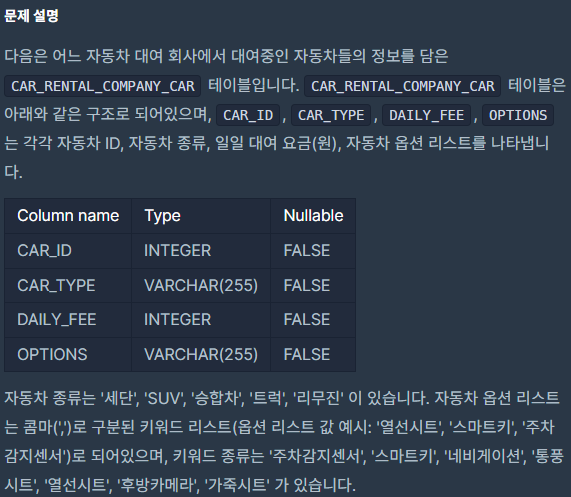 문제 설명
다음은 어느 자동차 대여 회사에서 대여중인 자동차들의 정보를 담은
CAR_RENTAL_COMPANY_CAR 테이블입니다. CAR_RENTAL_COMPANY_CAR 테이블은
아래와 같은 구조로 되어있으며, CAR_ID , CAR_TYPE , DAILY_FEE , OPTIONS
는 각각 자동차 ID, 자동차 종류, 일일 대여 요금(원), 자동차 옵션 리스트를 나타냅니
다.
Column name Type Nullable
CAR_ID INTEGER FALSE
CAR_TYPE VARCHAR(255) FALSE
DAILY_FEE INTEGER FALSE
OPTIONS VARCHAR(255) FALSE
자동차 종류는 '세단', 'SUV', '승합차', '트럭', '리무진' 이 있습니다. 자동차 옵션 리스트
는 콤마(',')로 구분된 키워드 리스트(옵션 리스트 값 예시: '열선시트', '스마트키', '주차
감지센서')로 되어있으며, 키워드 종류는 '주차감지센서', '스마트키', '네비게이션', '통풍
시트', '열선시트', '후방카메라', '가죽시트' 가 있습니다.